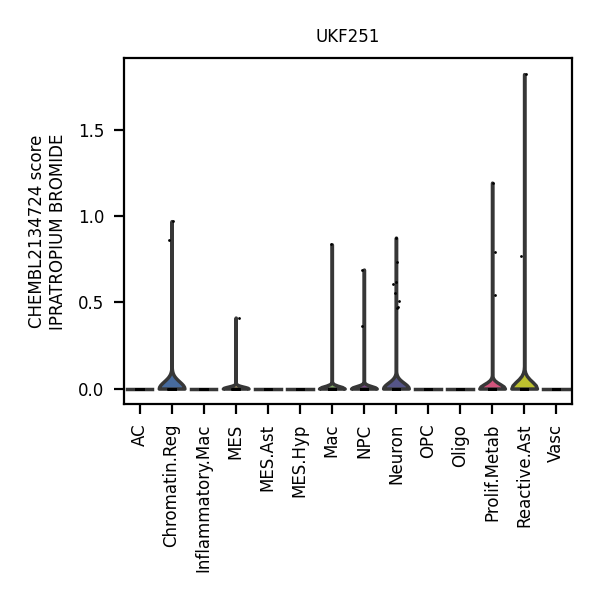 UKF251
CHEMBL2134724 score
IPRATROPIUM BROMIDE
1.5
1.0
0.5
0.0
AC
Chromatin.Reg
Inflammatory.Mac
MES
MES.Ast
MES.Hyp
Mac
NPC
Neuron
OPC
Oligo
Prolif.Metab
Reactive.Ast
Vasc